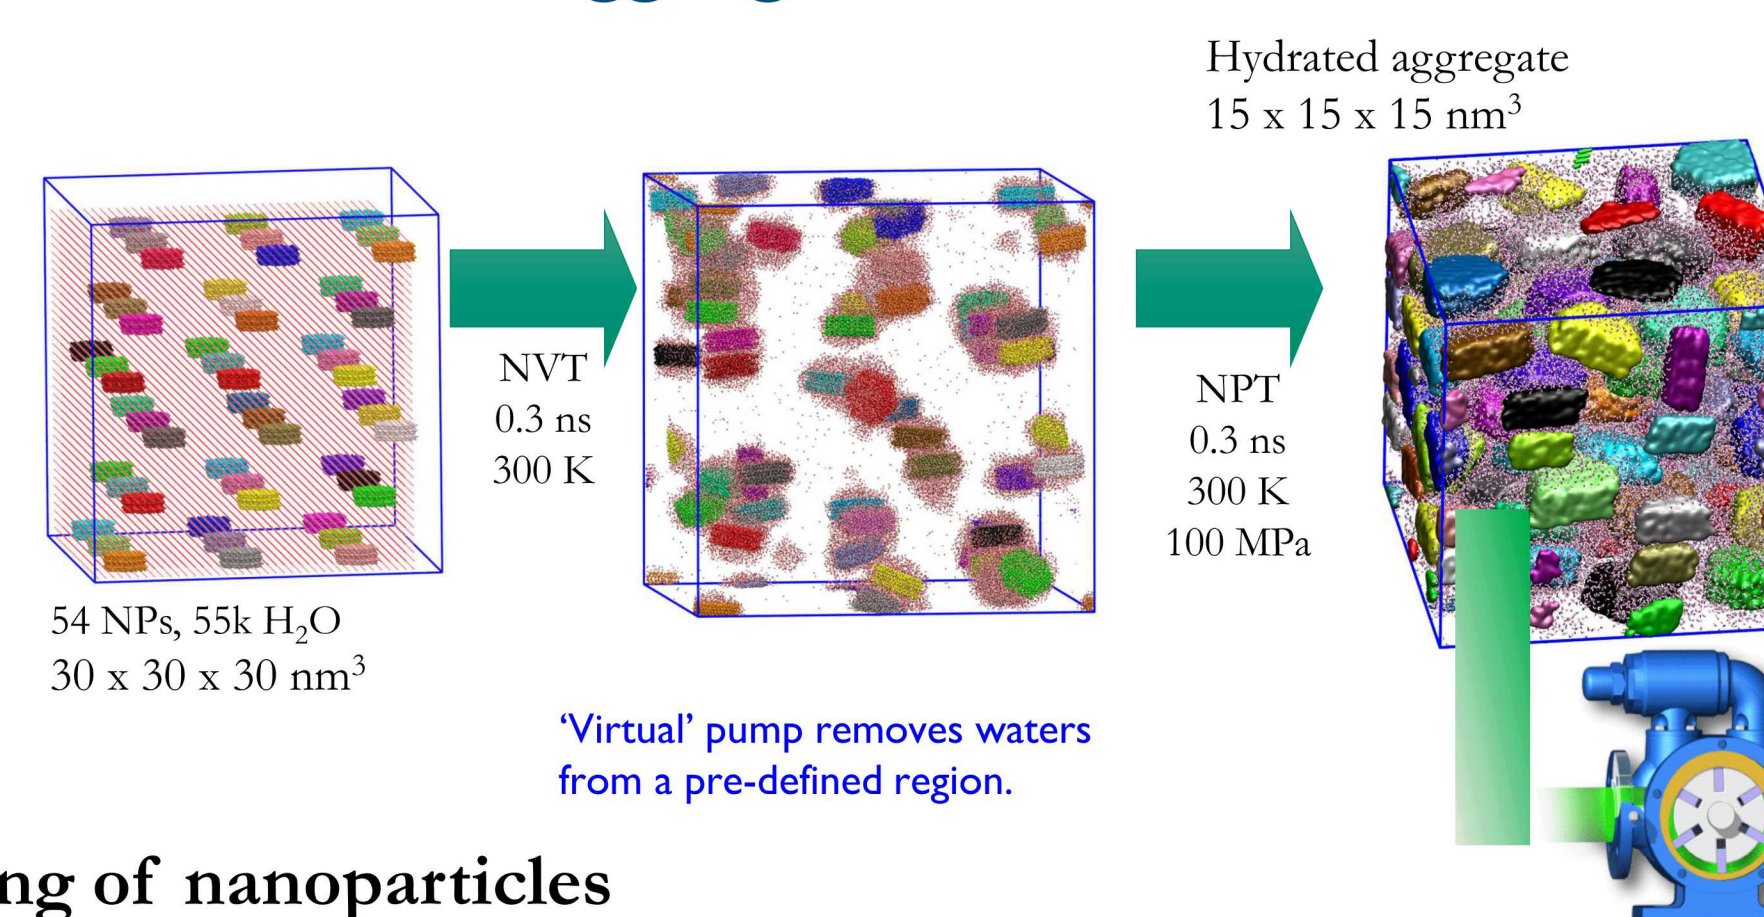 Hydrated aggregate
15 x 15 x 15 nm³
NVT
0.3 ns
300 K
NPT
0.3 ns
300 K
100 MPa
54 NPs, 55k H₂O
30 x 30 x 30 nm³
‘Virtual’ pump removes waters
from a pre-defined region.
ng of nanoparticles